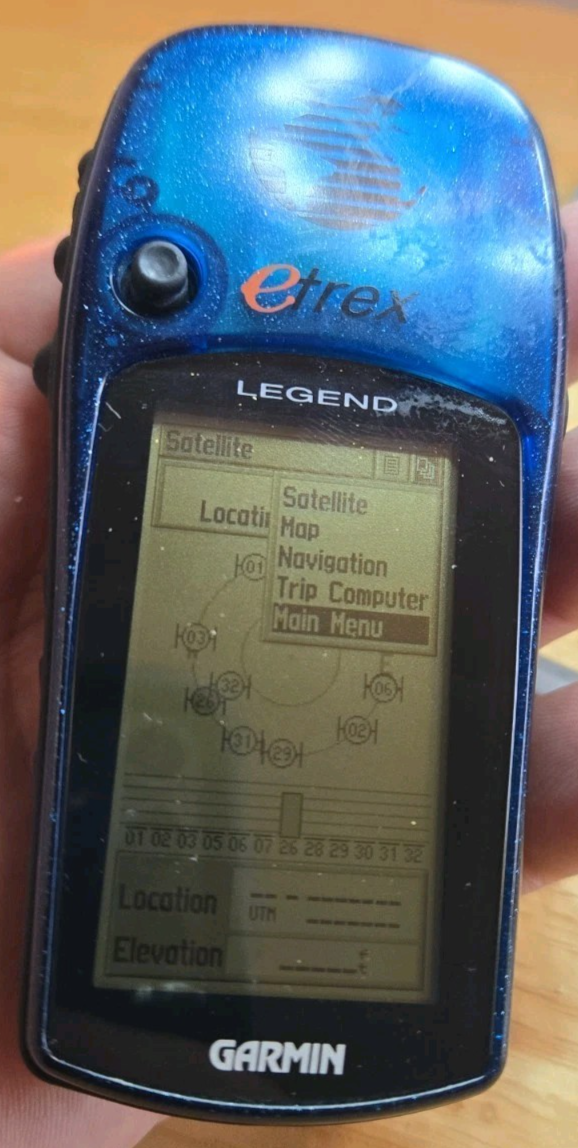 etrex
LEGEND
Satellite
Locatin
Satellite
Map
Navigation
Trip Computer
Main Menu
01
03
32
26
06
02
31
29
01 02 03 05 06 07 26 28 29 30 31 32
Location
UTM
Elevation
GARMIN